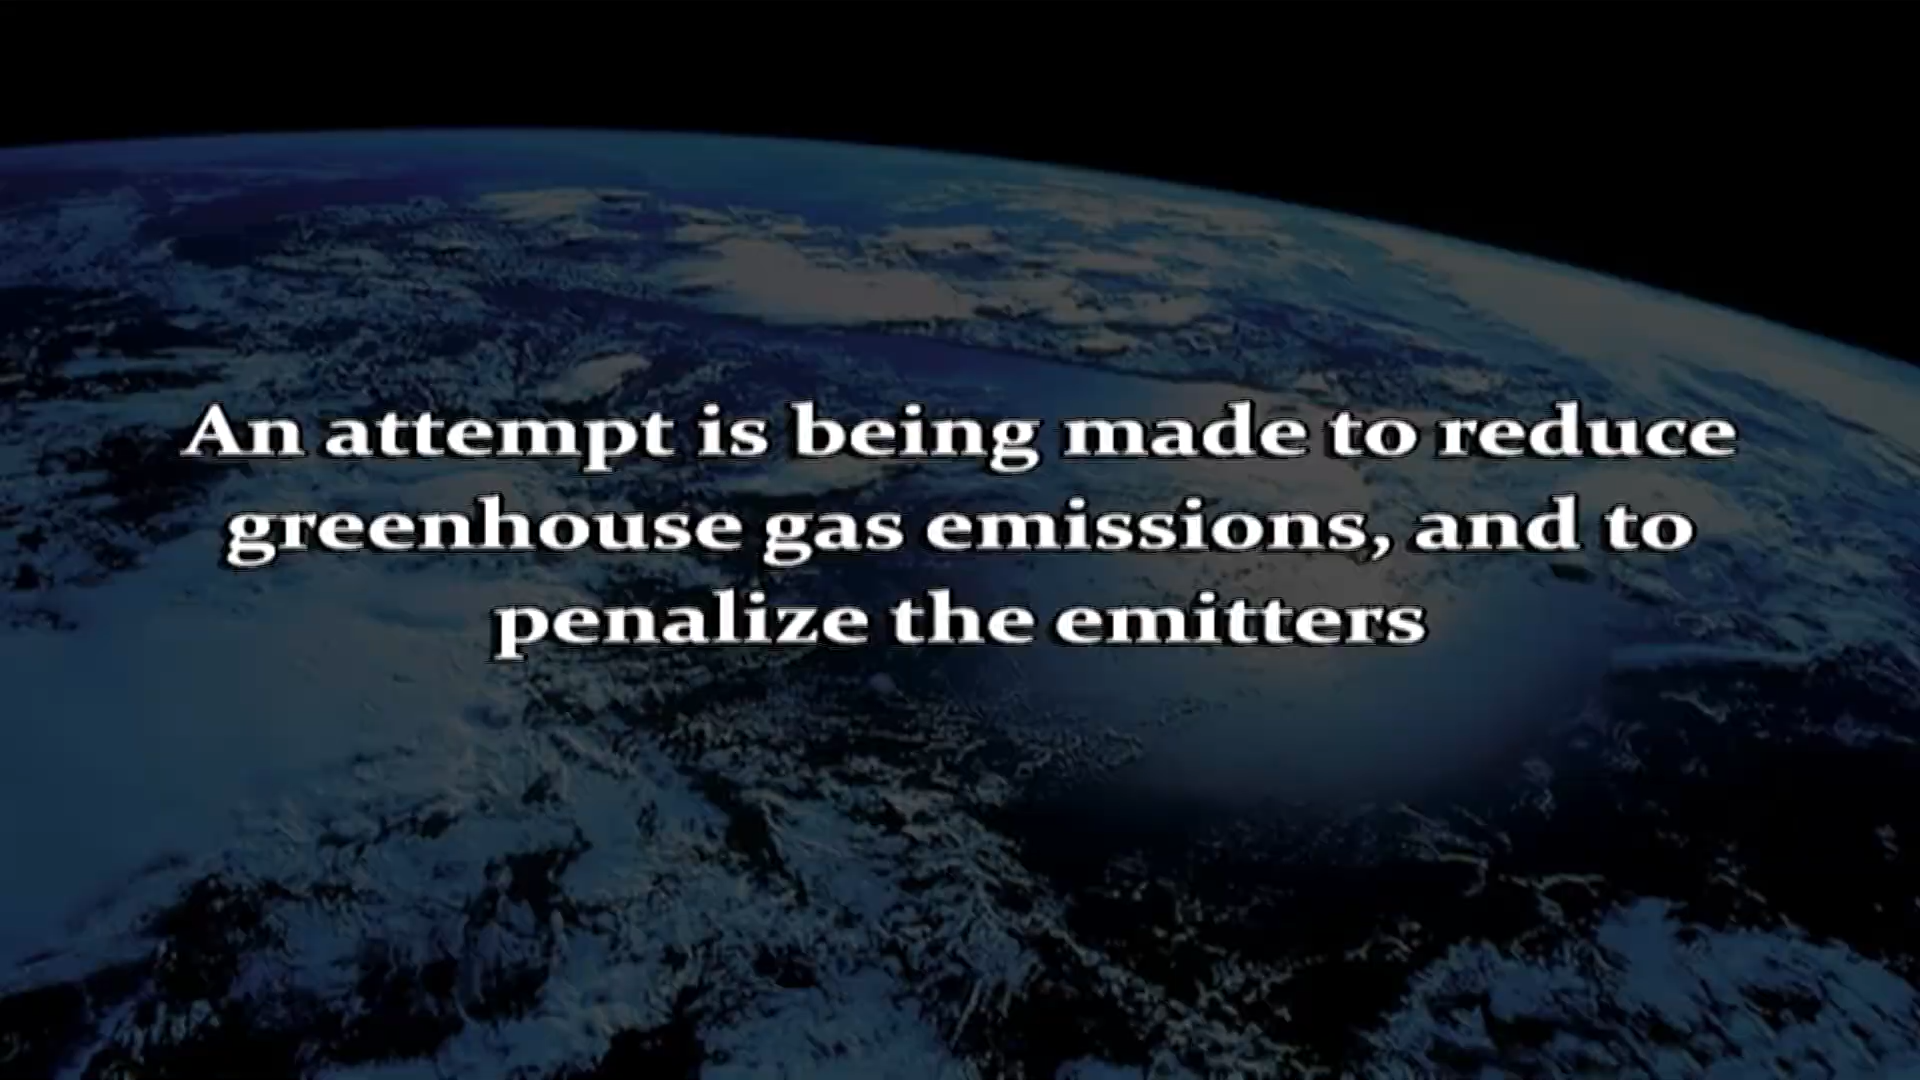 An attempt is being made to reduce
greenhouse gas emissions, and to
penalize the emitters